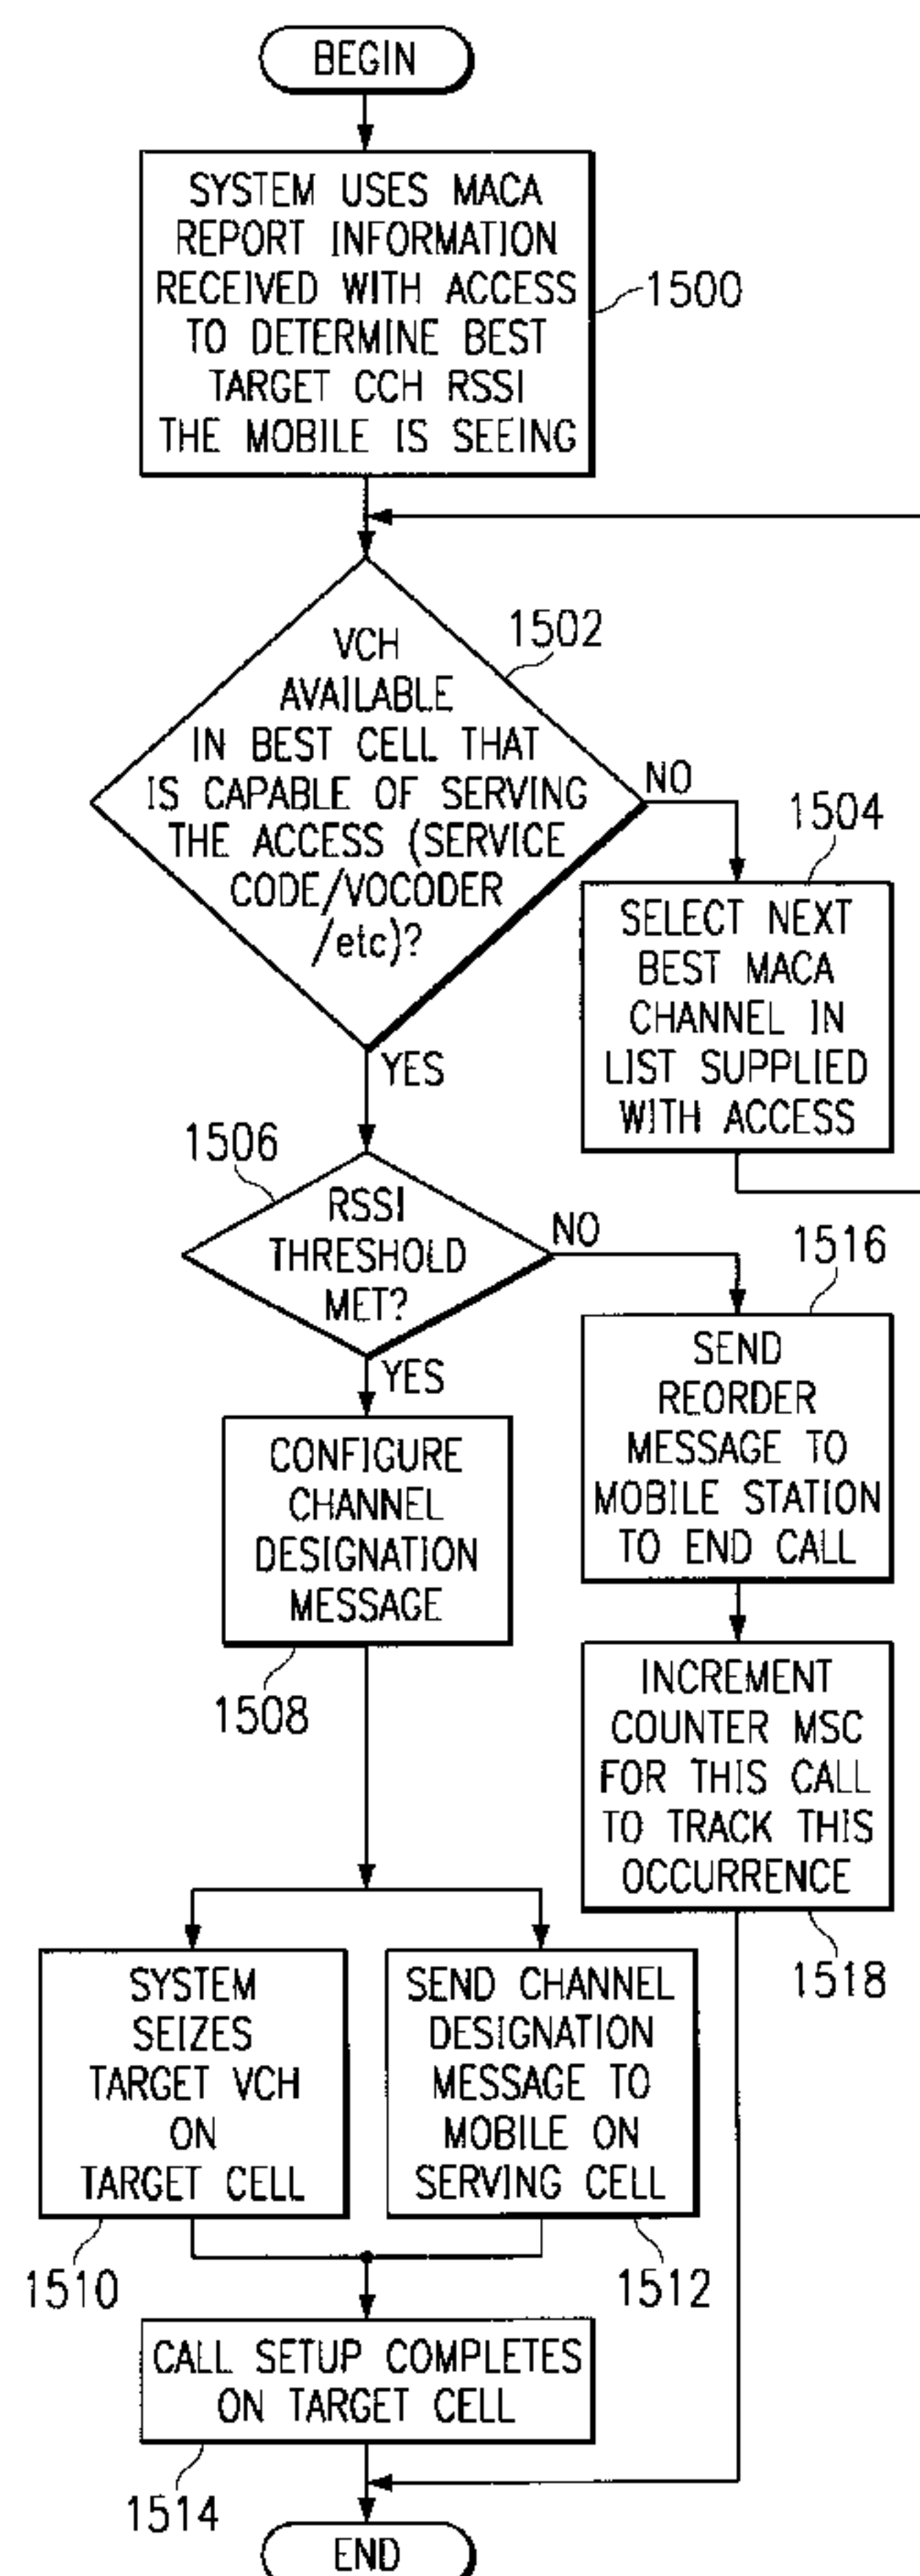 BEGIN
SYSTEM USES MACA
REPORT INFORMATION
RECEIVED WITH ACCESS
TO DETERMINE BEST
TARGET CCH RSSI
THE MOBILE IS SEEING
1500
VCH
AVAILABLE
IN BEST CELL THAT
IS CAPABLE OF SERVING
THE ACCESS (SERVICE
CODE/VOCODER
/etc)?
1502
NO
YES
1504
SELECT NEXT
BEST MACA
CHANNEL IN
LIST SUPPLIED
WITH ACCESS
1506
RSSI
THRESHOLD
MET?
NO
YES
1516
SEND
REORDER
MESSAGE TO
MOBILE STATION
TO END CALL
CONFIGURE
CHANNEL
DESIGNATION
MESSAGE
1508
INCREMENT
COUNTER MSC
FOR THIS CALL
TO TRACK THIS
OCCURRENCE
1518
SYSTEM
SEIZES
TARGET VCH
ON
TARGET CELL
1510
SEND CHANNEL
DESIGNATION
MESSAGE TO
MOBILE ON
SERVING CELL
1512
CALL SETUP COMPLETES
ON TARGET CELL
1514
END